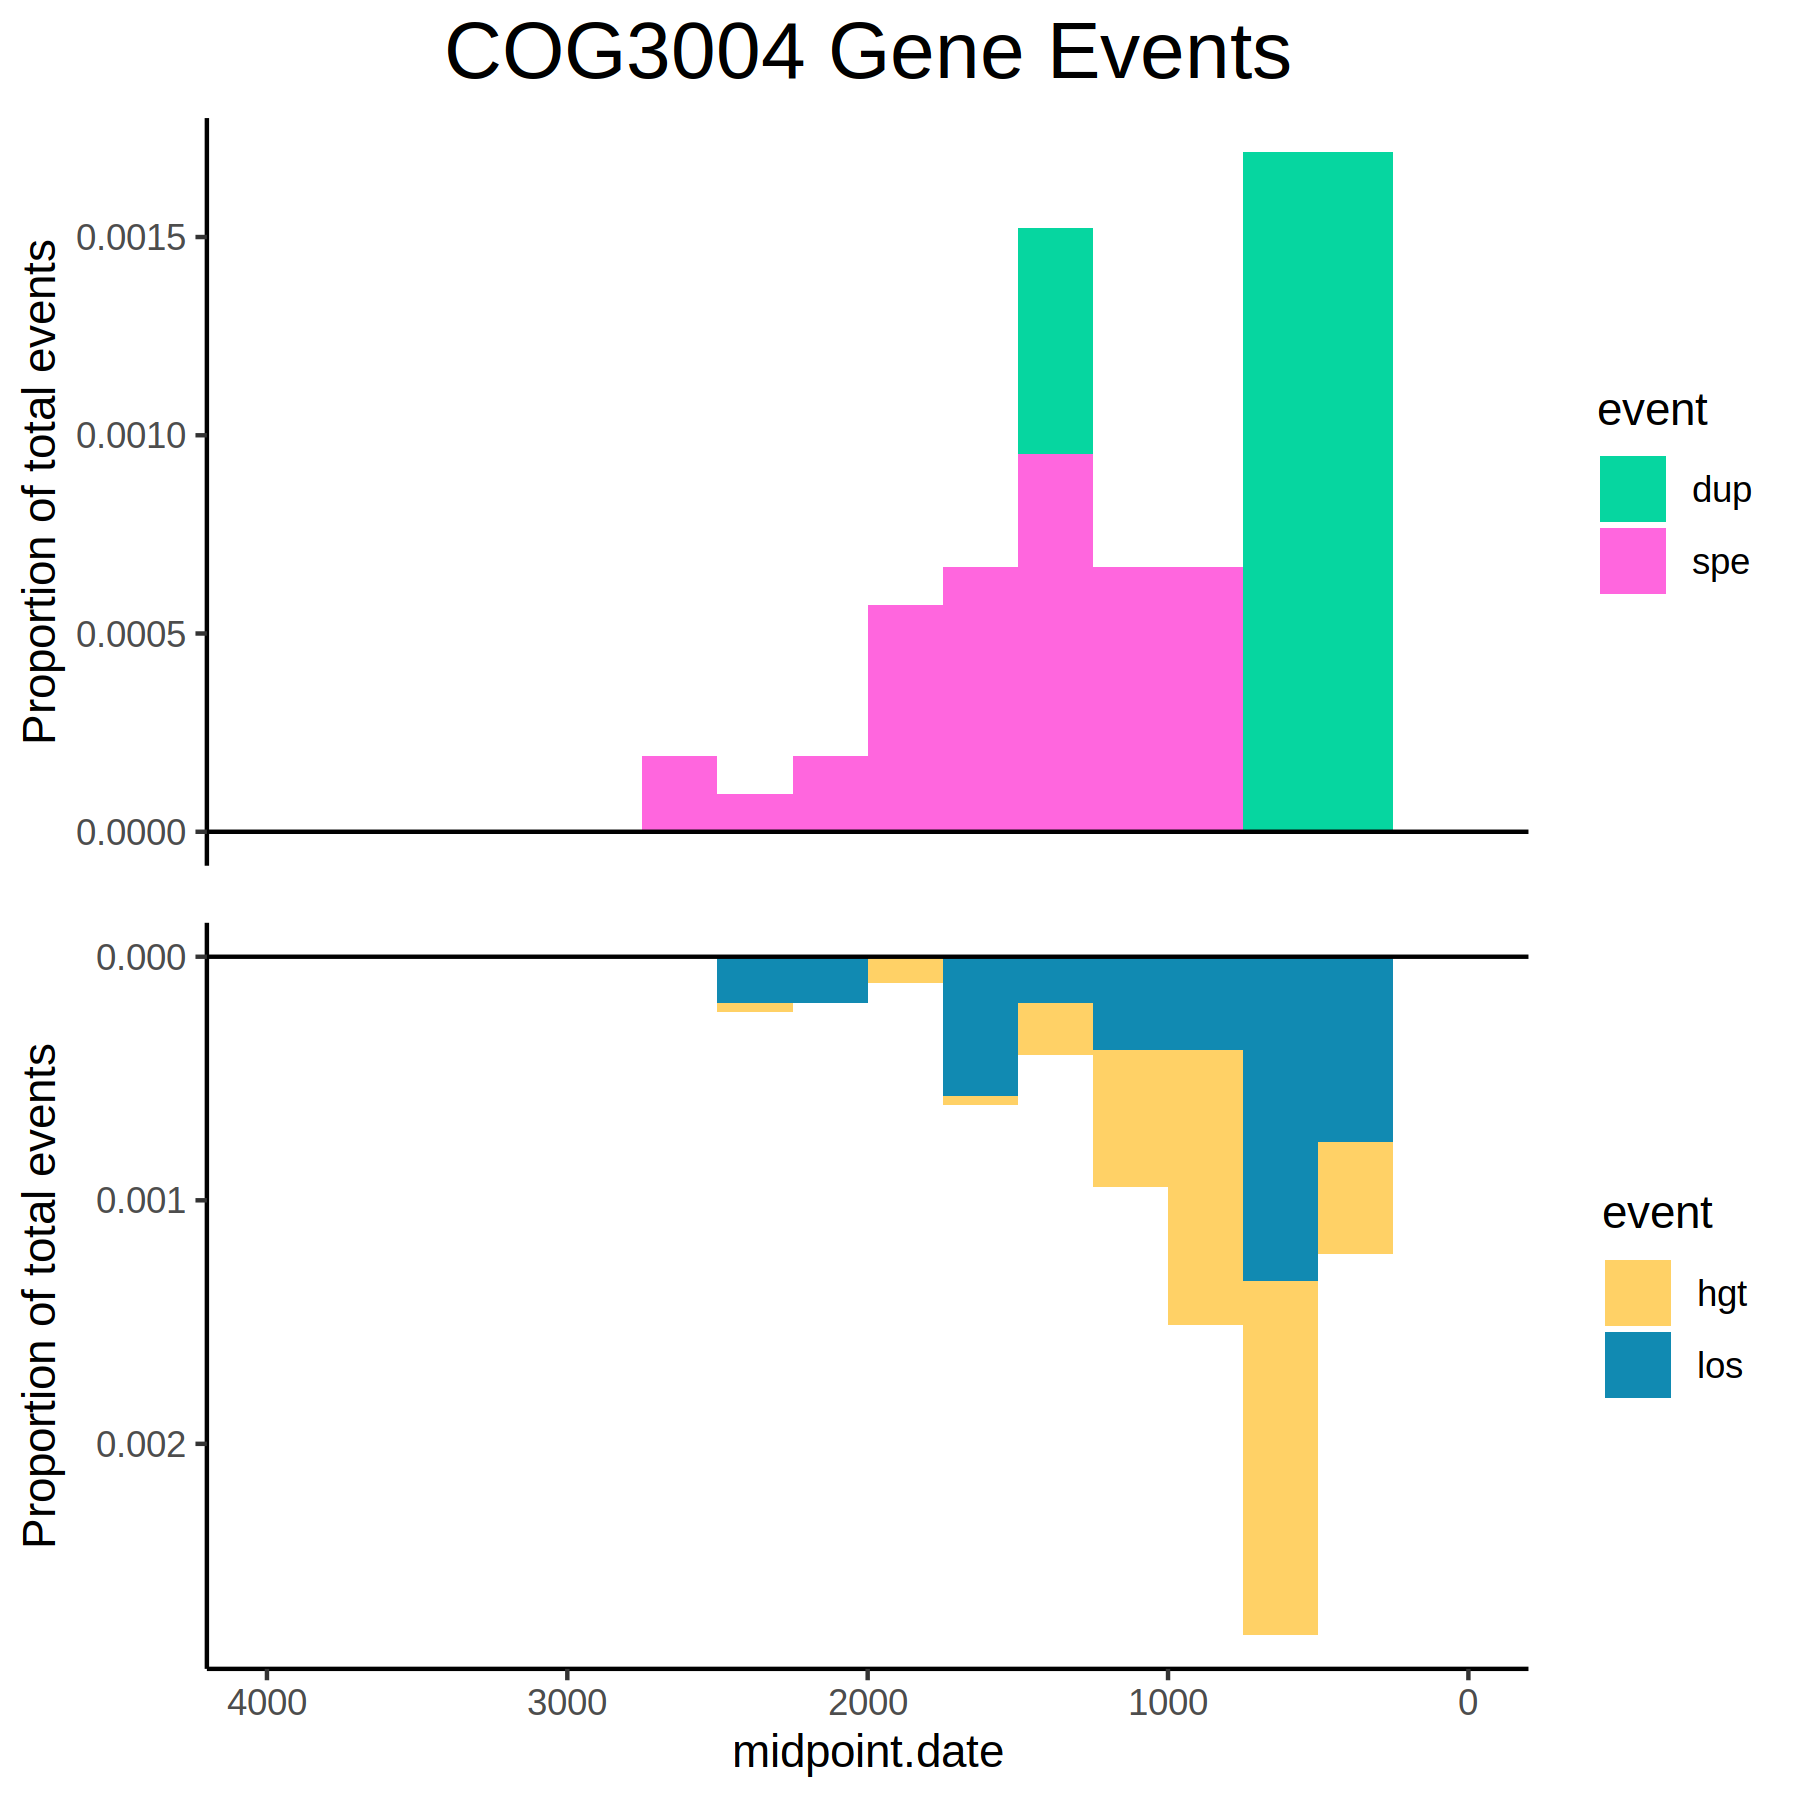 COG3004 Gene Events
Proportion of total events
0.0015
0.0010
0.0005
0.0000
event
dup
spe
Proportion of total events
0.000
0.001
0.002
event
hgt
los
4000 3000 2000 1000 0
midpoint.date